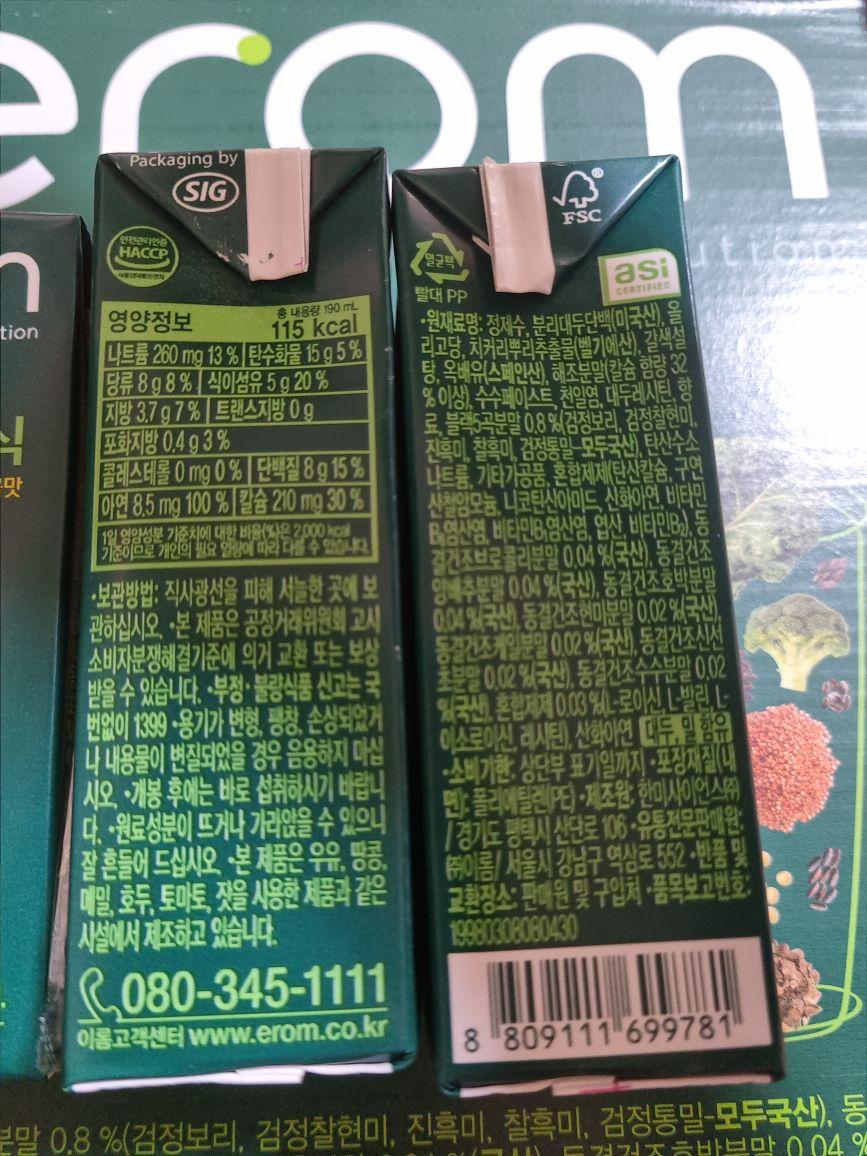 erom
Packaging by
SIG
안전관리인증
HACCP
식품의약품안전처
영양정보
총 내용량 190 mL
115 kcal
나트륨 260 mg 13 % 탄수화물 15 g 5 %
당류 8 g 8 % 식이섬유 5 g 20 %
지방 3.7 g 7 % 트랜스지방 0 g
포화지방 0.4 g 3 %
콜레스테롤 0 mg 0 % 단백질 8 g 15 %
아연 8.5 mg 100 % 칼슘 210 mg 30 %
1일 영양성분 기준치에 대한 비율(%)은 2,000 kcal
기준이므로 개인의 필요 열량에 따라 다를 수 있습니다.
•보관방법: 직사광선을 피해 서늘한 곳에 보
관하십시오. •본 제품은 공정거래위원회 고시
소비자분쟁해결기준에 의거 교환 또는 보상
받을 수 있습니다. •부정·불량식품 신고는 국
번없이 1399 •용기가 변형, 팽창, 손상되었거
나 내용물이 변질되었을 경우 음용하지 마십
시오. •개봉 후에는 바로 섭취하시기 바랍니
다. •원료성분이 뜨거나 가라앉을 수 있으니
잘 흔들어 드십시오. •본 제품은 우유, 땅콩,
메밀, 호두, 토마토, 잣을 사용한 제품과 같은
시설에서 제조하고 있습니다.
080-345-1111
이롬고객센터 www.erom.co.kr
FSC
멸균팩
빨대 PP
asi
CERTIFIED
•원재료명: 정제수, 분리대두단백(미국산), 올
리고당, 치커리뿌리추출물(벨기에산), 갈색설
탕, 옥배유(스페인산), 해조분말(칼슘 함량 32
% 이상), 수수페이스트, 천일염, 대두레시틴, 향
료, 블랙5곡분말 0.8 %(검정보리, 검정찰현미,
진흑미, 찰흑미, 검정통밀-모두국산), 탄산수소
나트륨, 기타가공품, 혼합제제(탄산칼슘, 구연
산철암모늄, 니코틴산아미드, 산화아연, 비타민
B₆염산염, 비타민B₁염산염, 엽산, 비타민B₂), 동
결건조브로콜리분말 0.04 %(국산), 동결건조
양배추분말 0.04 %(국산), 동결건조호박분말
0.04 %(국산), 동결건조현미분말 0.02 %(국산),
동결건조케일분말 0.02 %(국산), 동결건조신선
초분말 0.02 %(국산), 동결건조수수분말 0.02
%(국산), 혼합제제 0.03 %(L-로이신, L-발린, L-
이소로이신, 레시틴), 산화아연 대두, 밀 함유
•소비기한: 상단부 표기일까지 •포장재질(내
면): 폴리에틸렌(PE) •제조원: 한미사이언스㈜
/ 경기도 평택시 산단로 106 •유통전문판매원:
㈜이롬/ 서울시 강남구 역삼로 552 •반품 및
교환장소: 판매원 및 구입처 •품목보고번호:
19980308080430
8 809111 699781
tion
식
맛
분말 0.8 %(검정보리, 검정찰현미, 진흑미, 찰흑미, 검정통밀-모두국산), 동